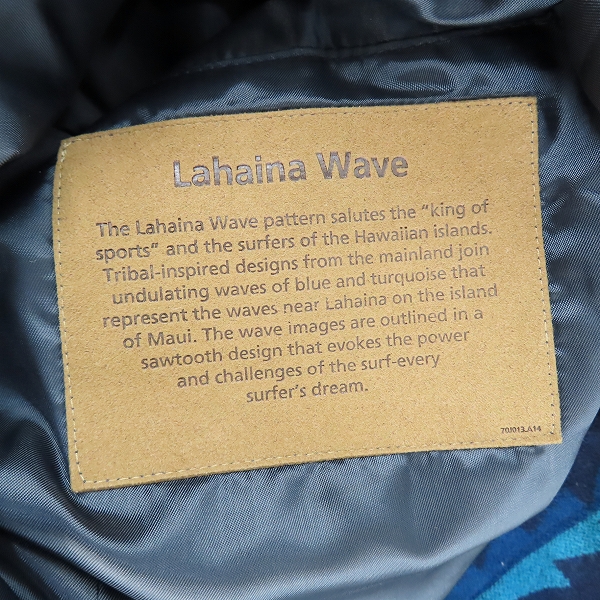 Lahaina Wave
The Lahaina Wave pattern salutes the "king of
sports" and the surfers of the Hawaiian islands.
Tribal-inspired designs from the mainland join
undulating waves of blue and turquoise that
represent the waves near Lahaina on the island
of Maui. The wave images are outlined in a
sawtooth design that evokes the power
and challenges of the surf-every
surfer's dream.
70J013.A14